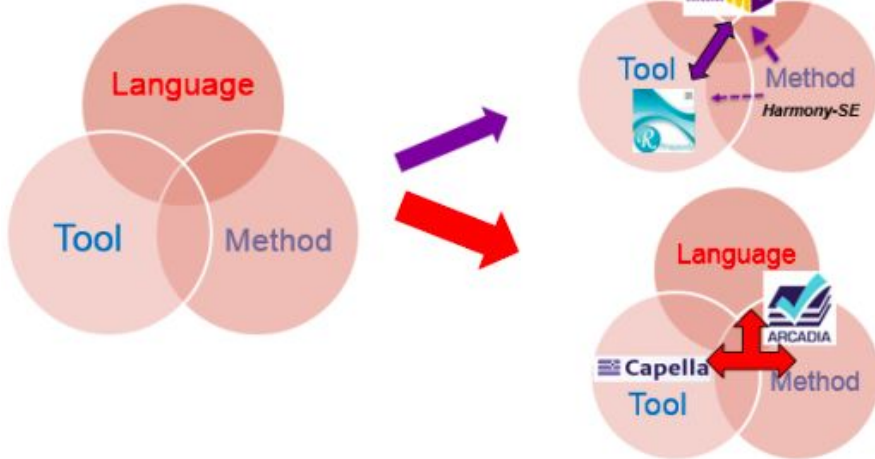 Language
Tool
Method
Tool
Method
Harmony-SE
R
Language
ARCADIA
Capella
Method
Tool